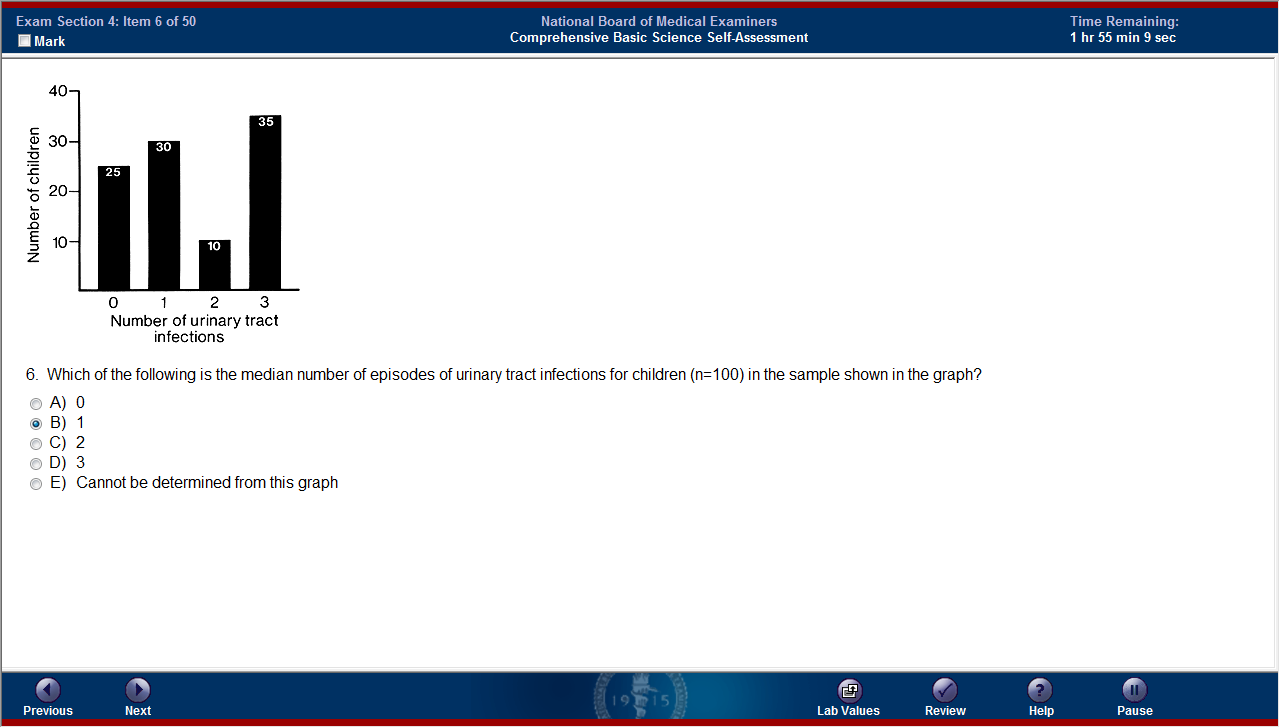 Exam Section 4: Item 6 of 50
National Board of Medical Examiners
Time Remaining:
Mark
Comprehensive Basic Science Self-Assessment
1 hr 55 min 9 sec
40
30
20
10
Number of children
25
30
10
35
0 1 2 3
Number of urinary tract
infections
6. Which of the following is the median number of episodes of urinary tract infections for children (n=100) in the sample shown in the graph?
A) 0
B) 1
C) 2
D) 3
E) Cannot be determined from this graph
1915
Previous
Next
Lab Values
Review
Help
Pause